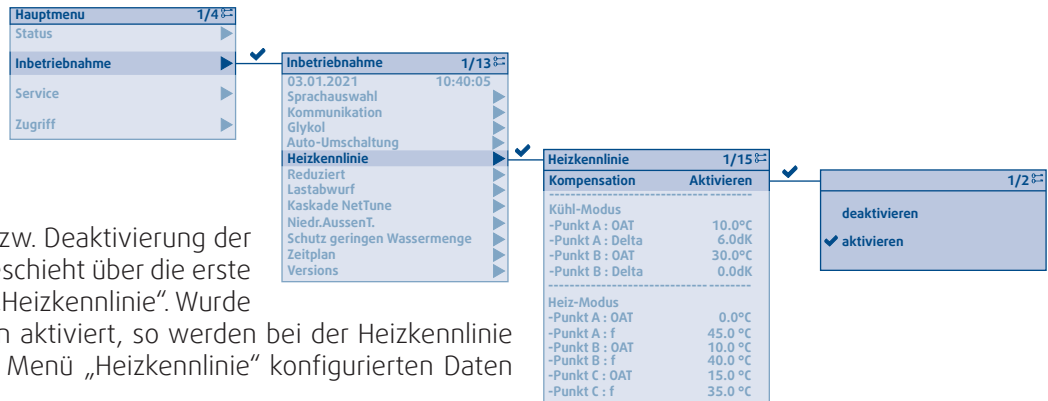 Hauptmenu 1/4
Status
Inbetriebnahme
Service
Zugriff
Inbetriebnahme 1/13
03.01.2021 10:40:05
Sprachauswahl
Kommunikation
Glykol
Auto-Umschaltung
Heizkennlinie
Reduziert
Lastabwurf
Kaskade NetTune
Niedr.AussenT.
Schutz geringen Wassermenge
Zeitplan
Versions
Heizkennlinie 1/15
Kompensation Aktivieren
--------------------------------
Kühl-Modus
-Punkt A : OAT 10.0°C
-Punkt A : Delta 6.0dK
-Punkt B : OAT 30.0°C
-Punkt B : Delta 0.0dK
--------------------------------
Heiz-Modus
-Punkt A : OAT 0.0°C
-Punkt A : f 45.0 °C
-Punkt B : OAT 10.0 °C
-Punkt B : f 40.0 °C
-Punkt C : OAT 15.0 °C
-Punkt C : f 35.0 °C
1/2
deaktivieren
aktivieren
zw. Deaktivierung der
schieht über die erste
„Heizkennlinie“. Wurde
n aktiviert, so werden bei der Heizkennlinie
Menü „Heizkennlinie“ konfigurierten Daten